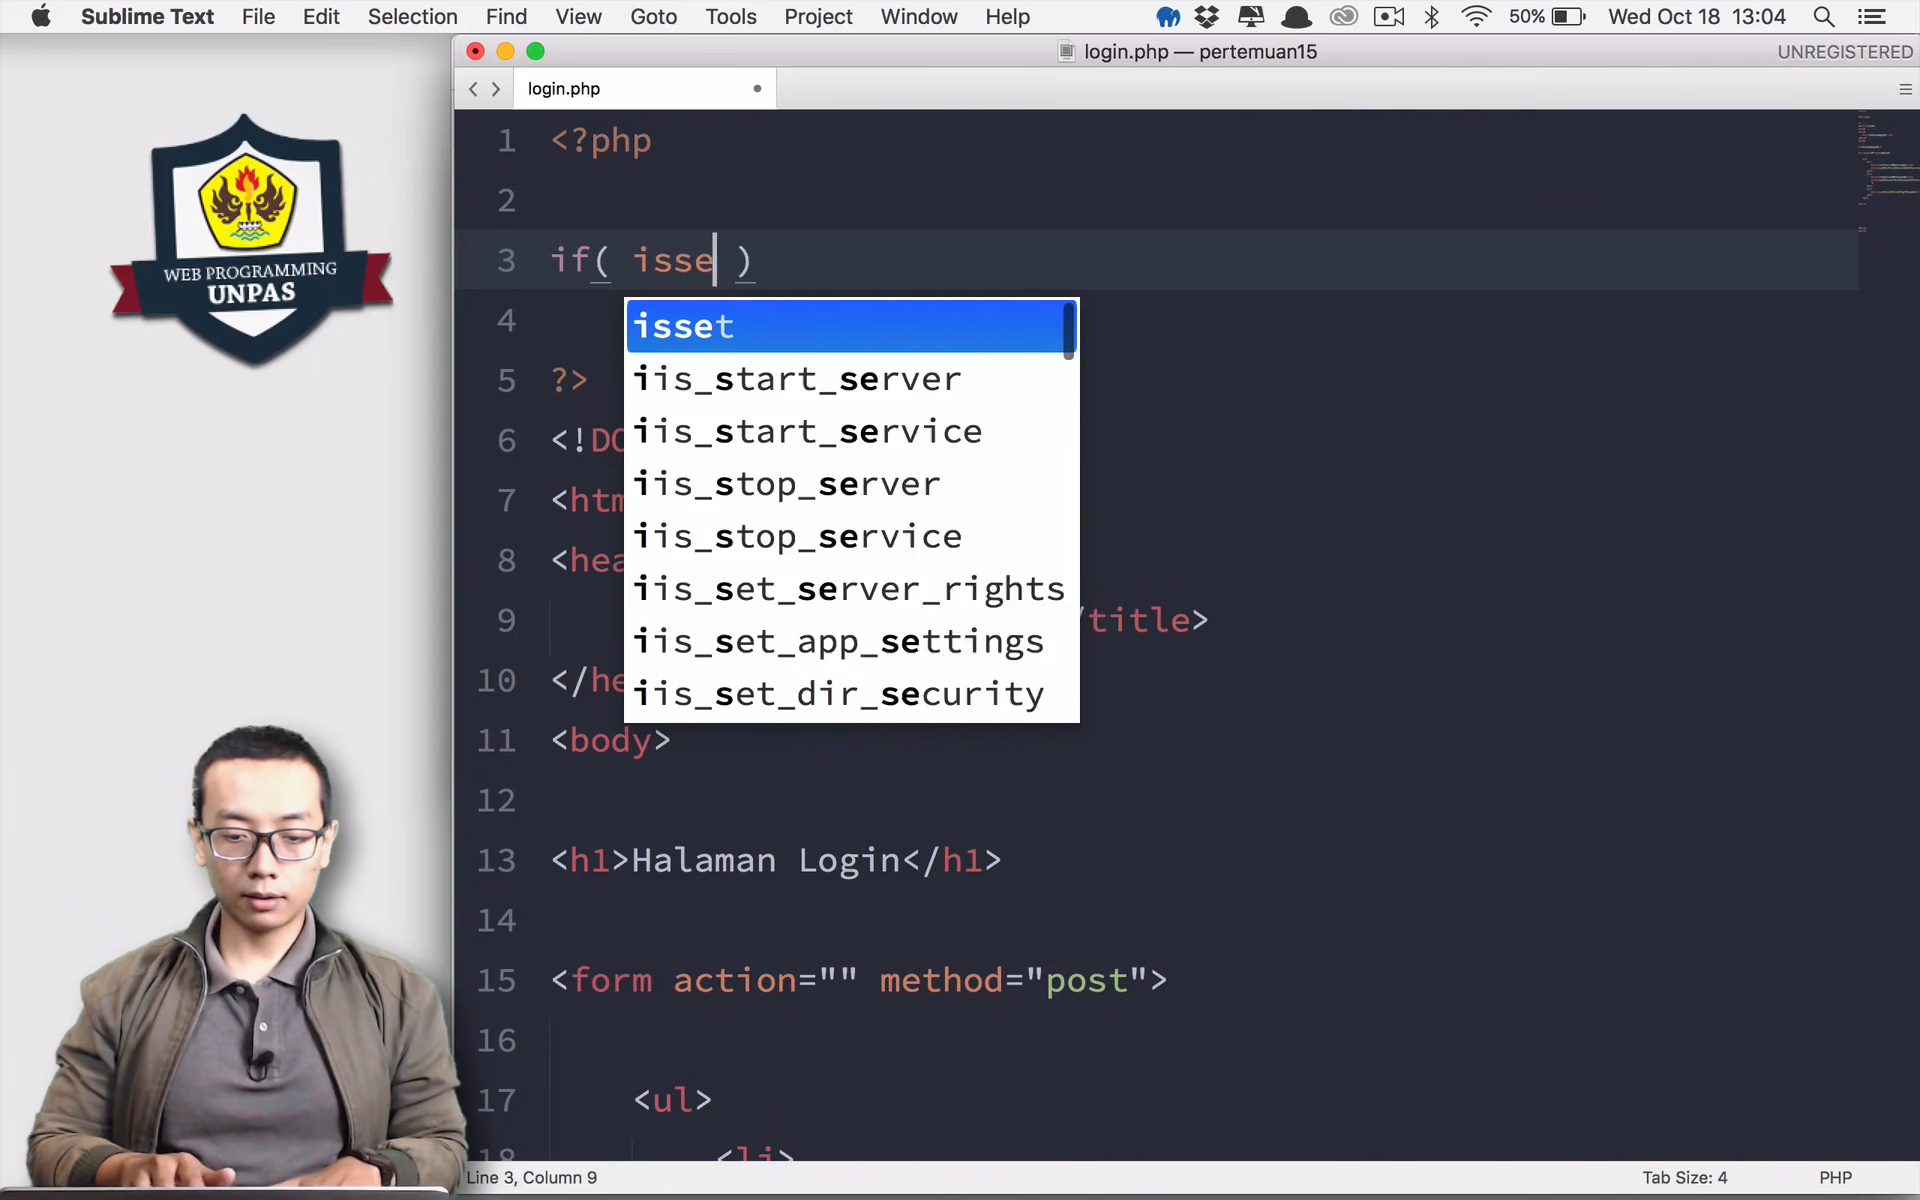 Sublime Text File Edit Selection Find View Goto Tools Project Window Help 50% Wed Oct 18 13:04
login.php — pertemuan15 UNREGISTERED
login.php
WEB PROGRAMMING
UNPAS
1 <?php
2
3 if( isse )
4
5 ?>
6 <!DO
7 <htm
8 <hea
9 /title>
10 </he
11 <body>
12
13 <h1>Halaman Login</h1>
14
15 <form action="" method="post">
16
17 <ul>
18 <li>
isset
iis_start_server
iis_start_service
iis_stop_server
iis_stop_service
iis_set_server_rights
iis_set_app_settings
iis_set_dir_security
Line 3, Column 9 Tab Size: 4 PHP